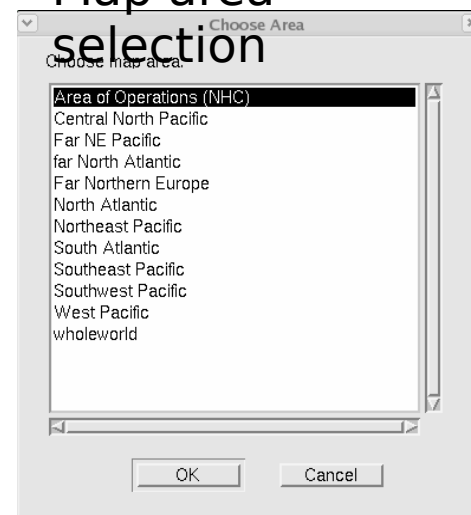 Map area
selection
Choose Area
Choose map area:
Area of Operations (NHC)
Central North Pacific
Far NE Pacific
far North Atlantic
Far Northern Europe
North Atlantic
Northeast Pacific
South Atlantic
Southeast Pacific
Southwest Pacific
West Pacific
wholeworld
OK
Cancel